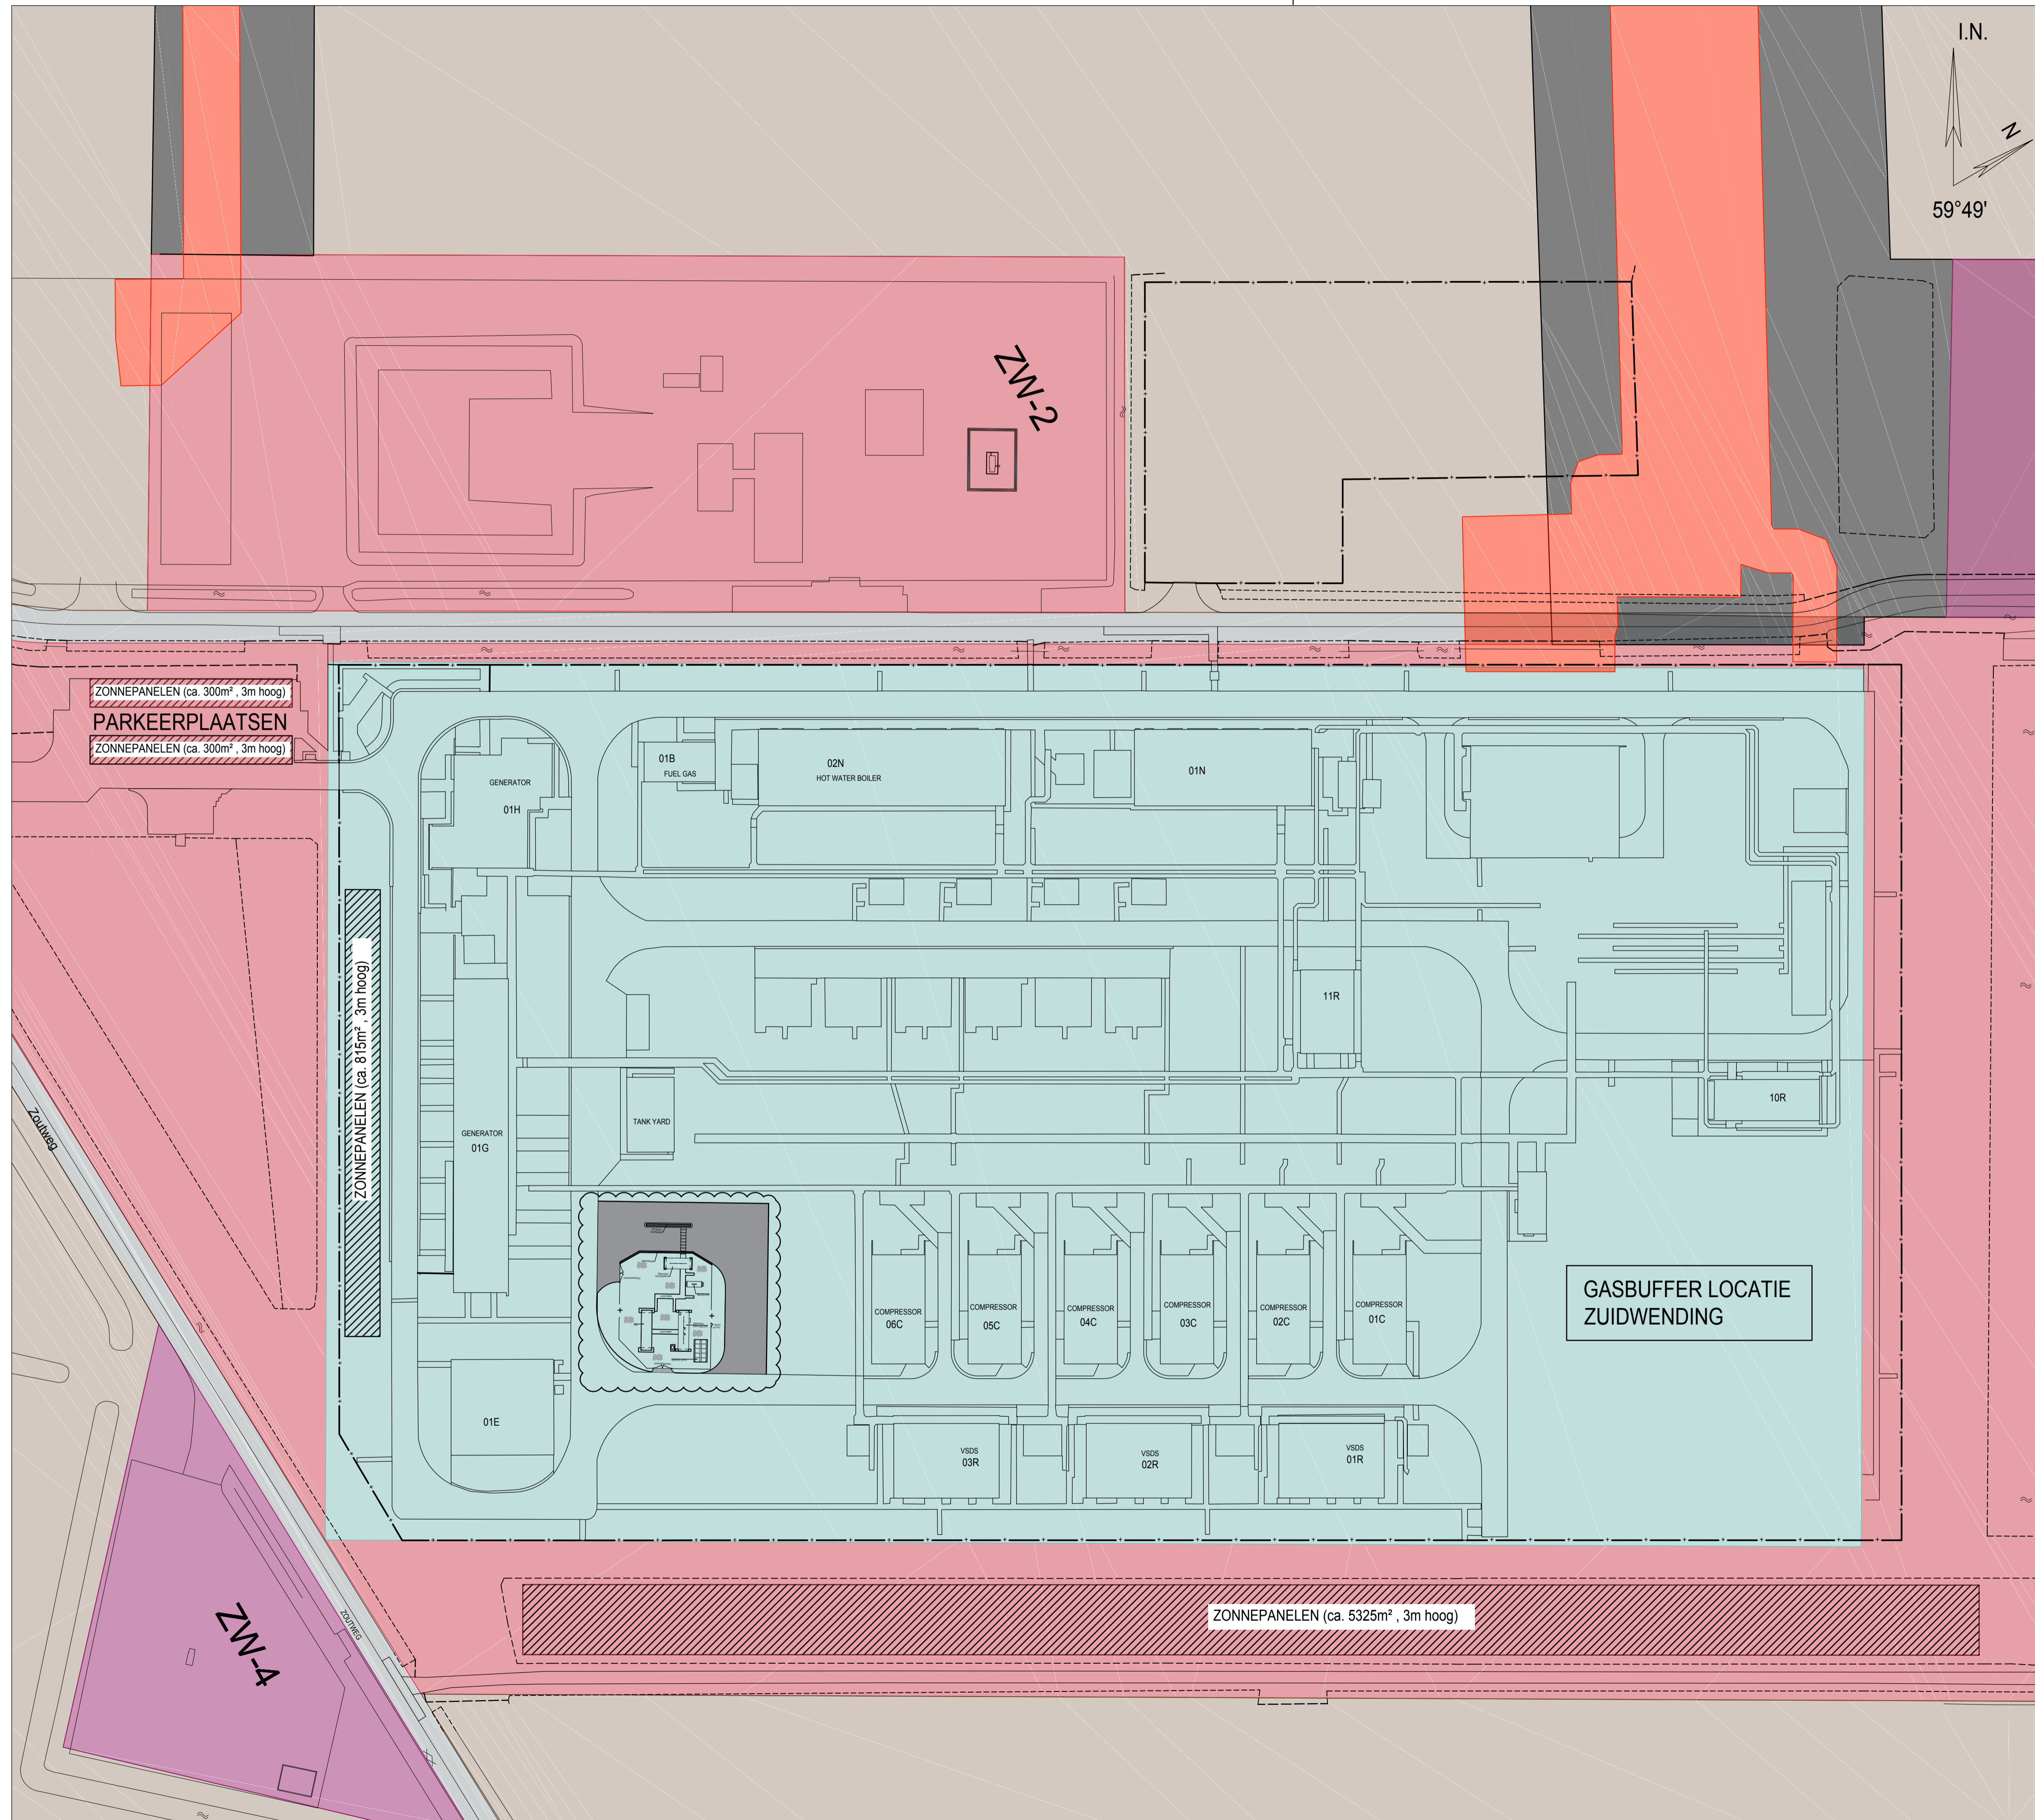 I.N.
N
59°49'
ZW-2
ZONNEPANELEN (ca. 300m² , 3m hoog)
PARKEERPLAATSEN
ZONNEPANELEN (ca. 300m² , 3m hoog)
GENERATOR
01H
01B
FUEL GAS
02N
HOT WATER BOILER
01N
ZONNEPANELEN (ca. 815m² , 3m hoog)
11R
10R
Zoutweg
GENERATOR
01G
TANK YARD
COMPRESSOR
06C
COMPRESSOR
05C
COMPRESSOR
04C
COMPRESSOR
03C
COMPRESSOR
02C
COMPRESSOR
01C
GASBUFFER LOCATIE
ZUIDWENDING
01E
VSDS
03R
VSDS
02R
VSDS
01R
ZOUTWEG
ZW-4
ZONNEPANELEN (ca. 5325m² , 3m hoog)